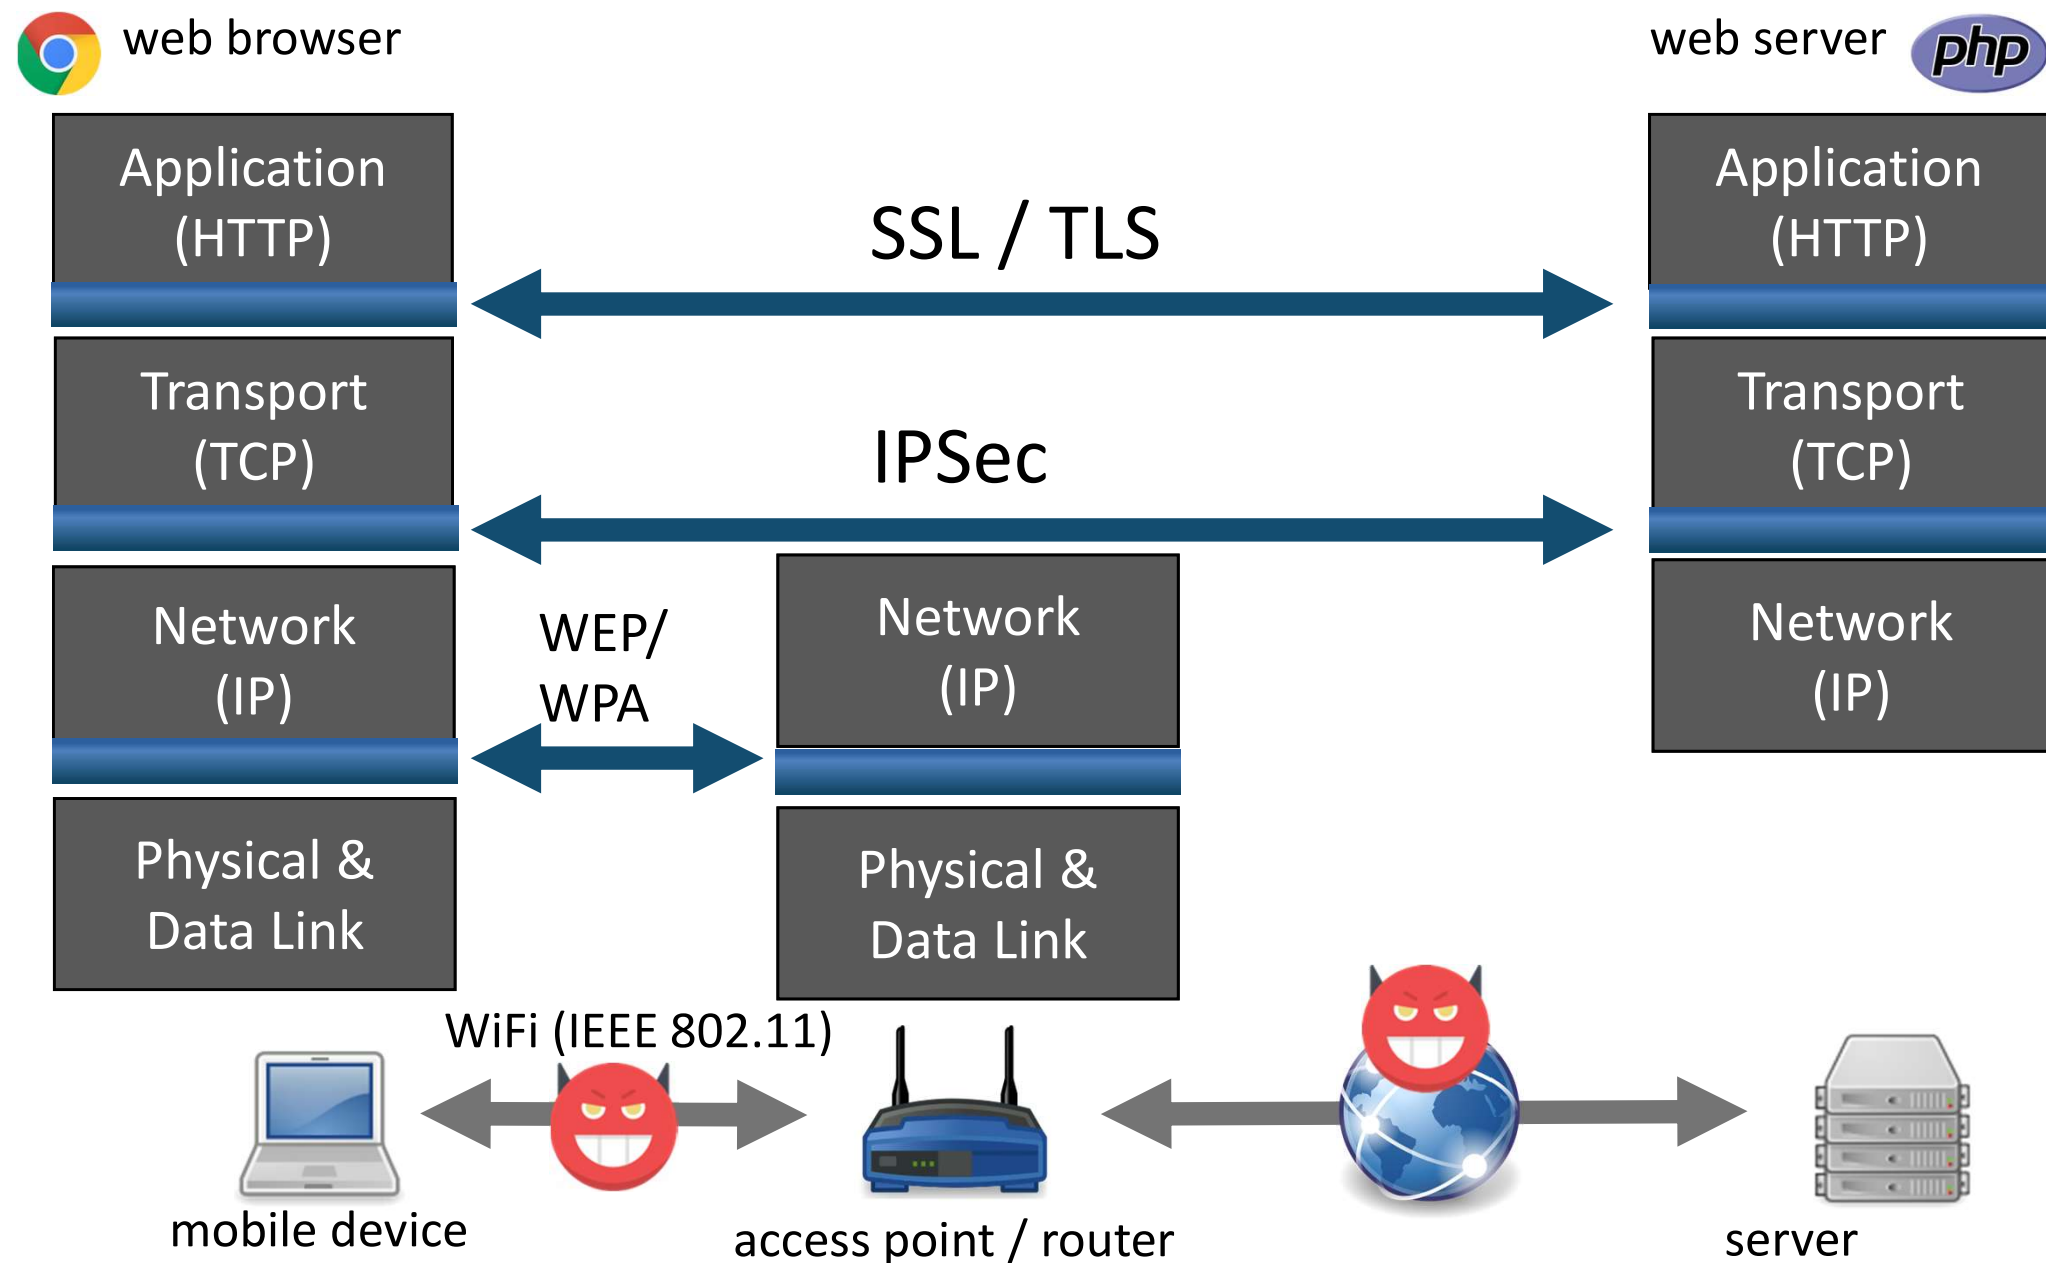 web browser
web server
php
Application
(HTTP)
SSL / TLS
Application
(HTTP)
Transport
(TCP)
IPSec
Transport
(TCP)
Network
(IP)
WEP/
WPA
Network
(IP)
Network
(IP)
Physical &
Data Link
Physical &
Data Link
WiFi (IEEE 802.11)
mobile device
access point / router
server